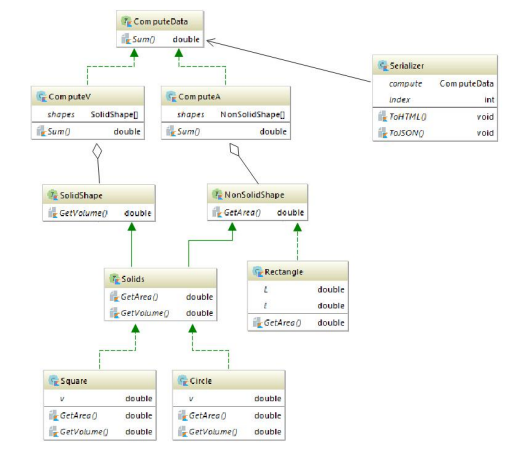 ComputeData
Sum() double
Serializer
compute ComputeData
index int
ToHTML() void
ToJSON() void
ComputeV
shapes SolidShape[]
Sum() double
ComputeA
shapes NonSolidShape[]
Sum() double
SolidShape
GetVolume() double
NonSolidShape
GetArea() double
Solids
GetArea() double
GetVolume() double
Rectangle
L double
l double
GetArea() double
Square
v double
GetArea() double
GetVolume() double
Circle
v double
GetArea() double
GetVolume() double